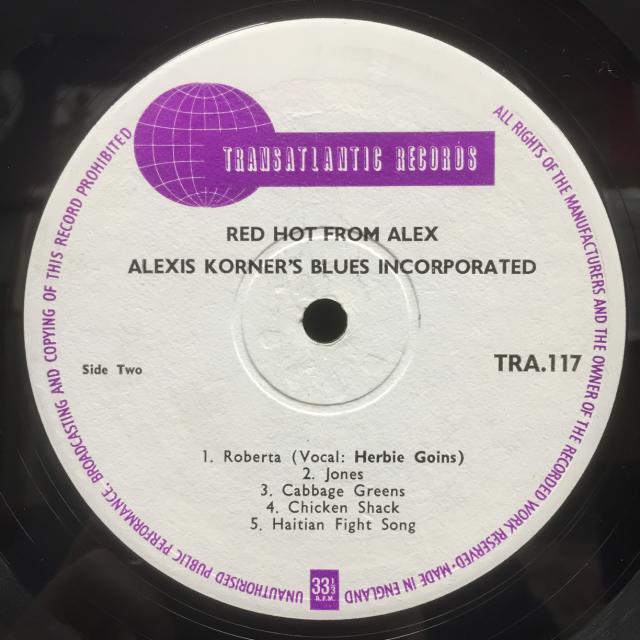 TRANSATLANTIC RECORDS
RED HOT FROM ALEX
ALEXIS KORNER'S BLUES INCORPORATED
Side Two
TRA.117
1. Roberta (Vocal: Herbie Goins)
2. Jones
3. Cabbage Greens
4. Chicken Shack
5. Haitian Fight Song
33 1/3 R.P.M.
ALL RIGHTS OF THE MANUFACTURERS AND THE OWNER OF THE RECORDED WORK RESERVED-MADE IN ENGLAND
UNAUTHORISED PUBLIC PERFORMANCE, BROADCASTING AND COPYING OF THIS RECORD PROHIBITED